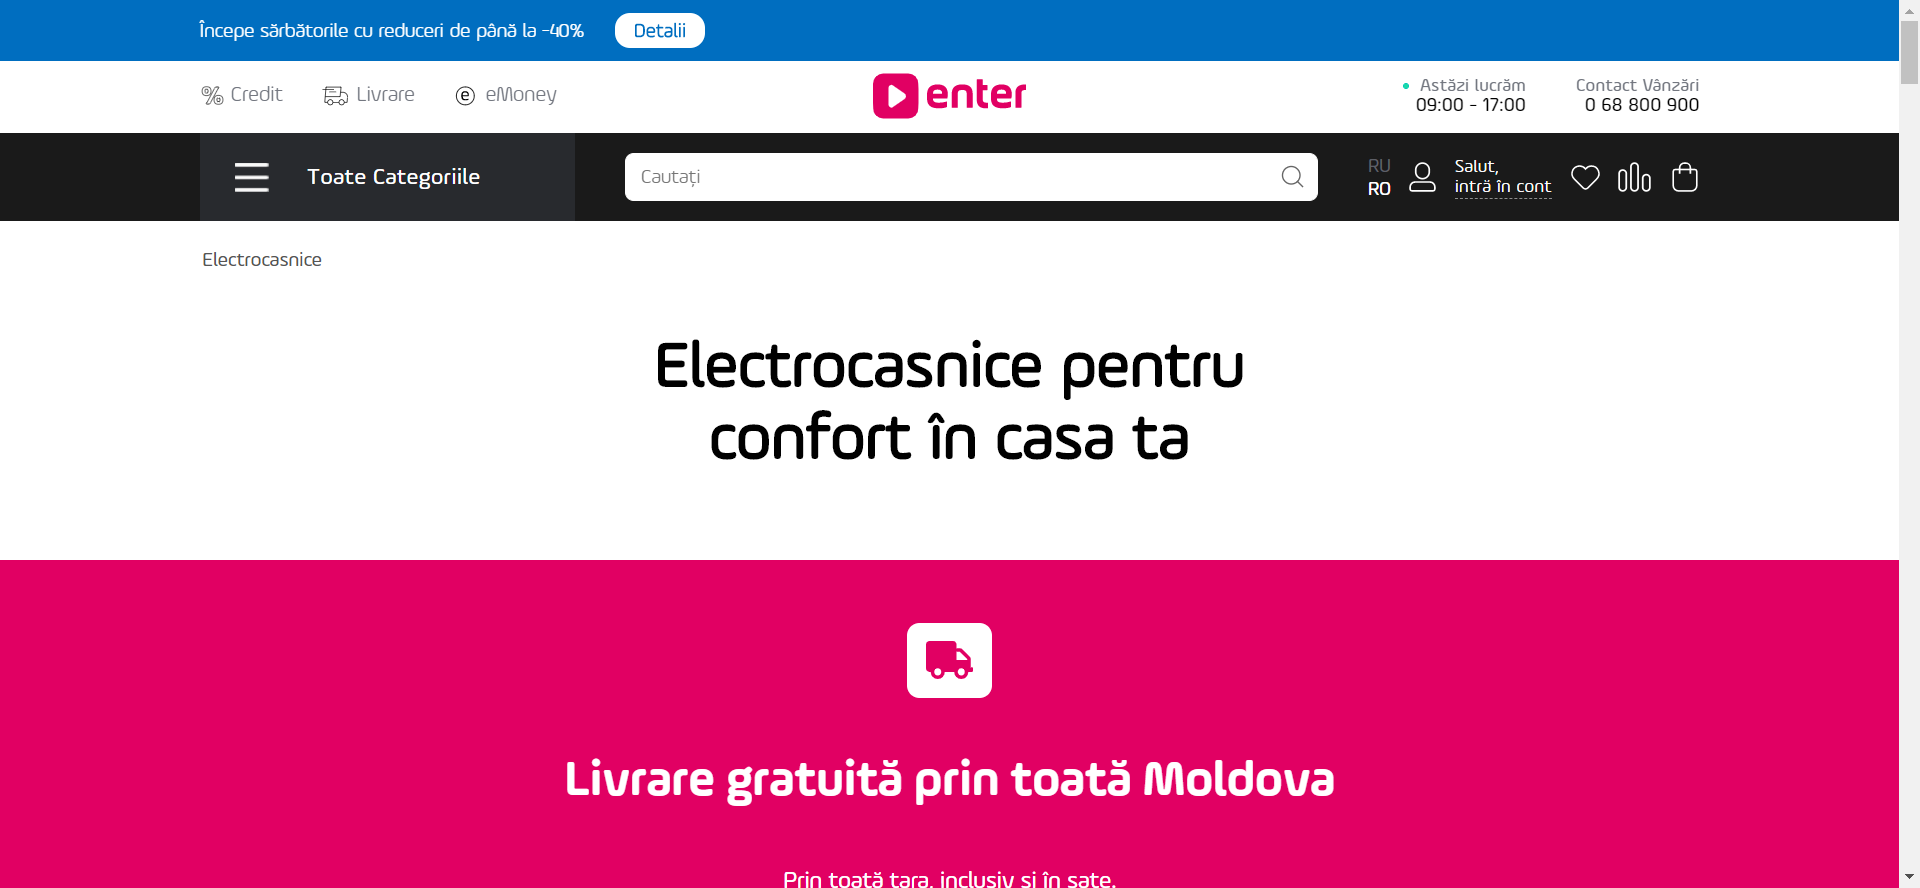 Începe sărbătorile cu reduceri de până la -40%
Detalii
Credit
Livrare
eMoney
enter
Astăzi lucrăm
09:00 - 17:00
Contact Vânzări
0 68 800 900
Toate Categoriile
Cautați
RU
RO
Salut,
intră în cont
Electrocasnice
Electrocasnice pentru
confort în casa ta
Livrare gratuită prin toată Moldova
Prin toată țara, inclusiv și în sate.